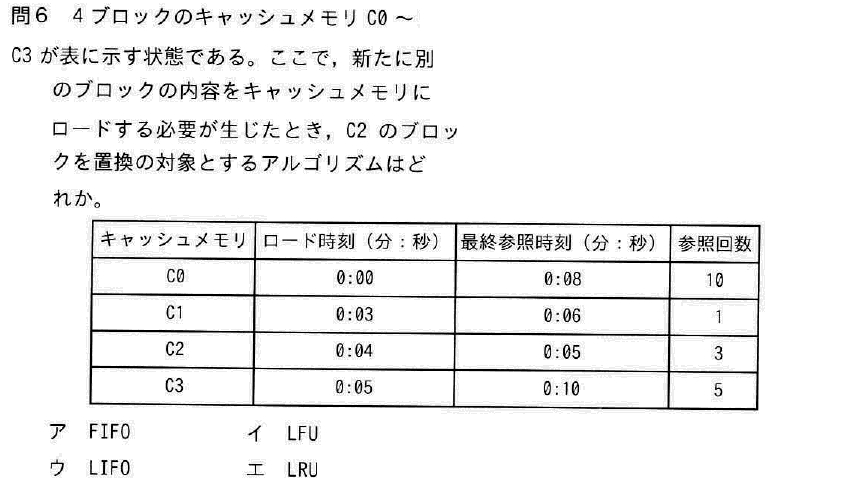 問6 4ブロックのキャッシュメモリC0～
C3が表に示す状態である。ここで，新たに別
のブロックの内容をキャッシュメモリに
ロードする必要が生じたとき，C2 のブロッ
クを置換の対象とするアルゴリズムはど
れか。
キャッシュメモリ ロード時刻（分：秒） 最終参照時刻（分：秒） 参照回数
C0 0:00 0:08 10
C1 0:03 0:06 1
C2 0:04 0:05 3
C3 0:05 0:10 5
ア FIFO イ LFU
ウ LIFO エ LRU